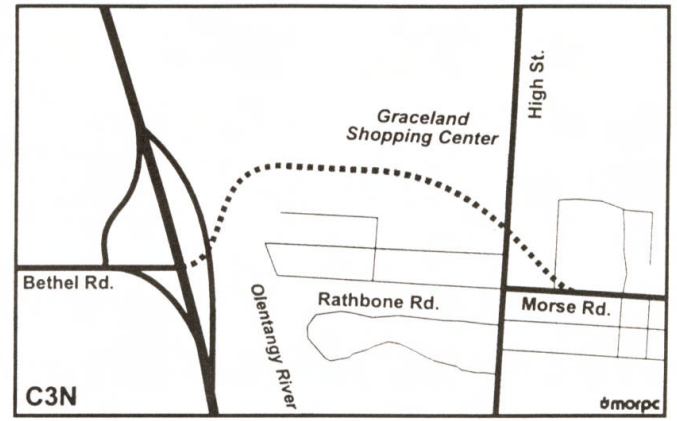 High St.
Graceland
Shopping Center
Bethel Rd.
Olentangy River
Rathbone Rd.
Morse Rd.
C3N
morpc